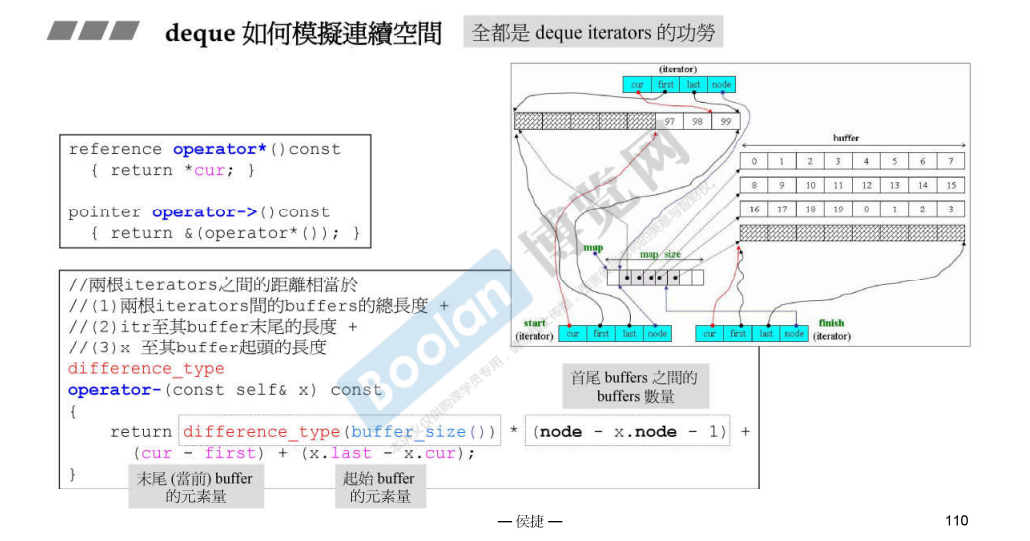 deque 如何模擬連續空間
全都是 deque iterators 的功勞
reference operator*()const
{ return *cur; }
pointer operator->()const
{ return &(operator*()); }
//兩根iterators之間的距離相當於
//(1)兩根iterators間的buffers的總長度 +
//(2)itr至其buffer末尾的長度 +
//(3)x 至其buffer起頭的長度
difference_type
operator-(const self& x) const
{
return difference_type(buffer_size()) * (node - x.node - 1) +
(cur - first) + (x.last - x.cur);
}
末尾 (當前) buffer
的元素量
起始 buffer
的元素量
首尾 buffers 之間的
buffers 數量
(iterator)
cur first last node
97 98 99
buffer
0 1 2 3 4 5 6 7
8 9 10 11 12 13 14 15
16 17 18 19 0 1 2 3
map
map size
start
(iterator)
cur first last node
cur first last node
finish
(iterator)
Boolan
博览网
— 侯捷 —
110